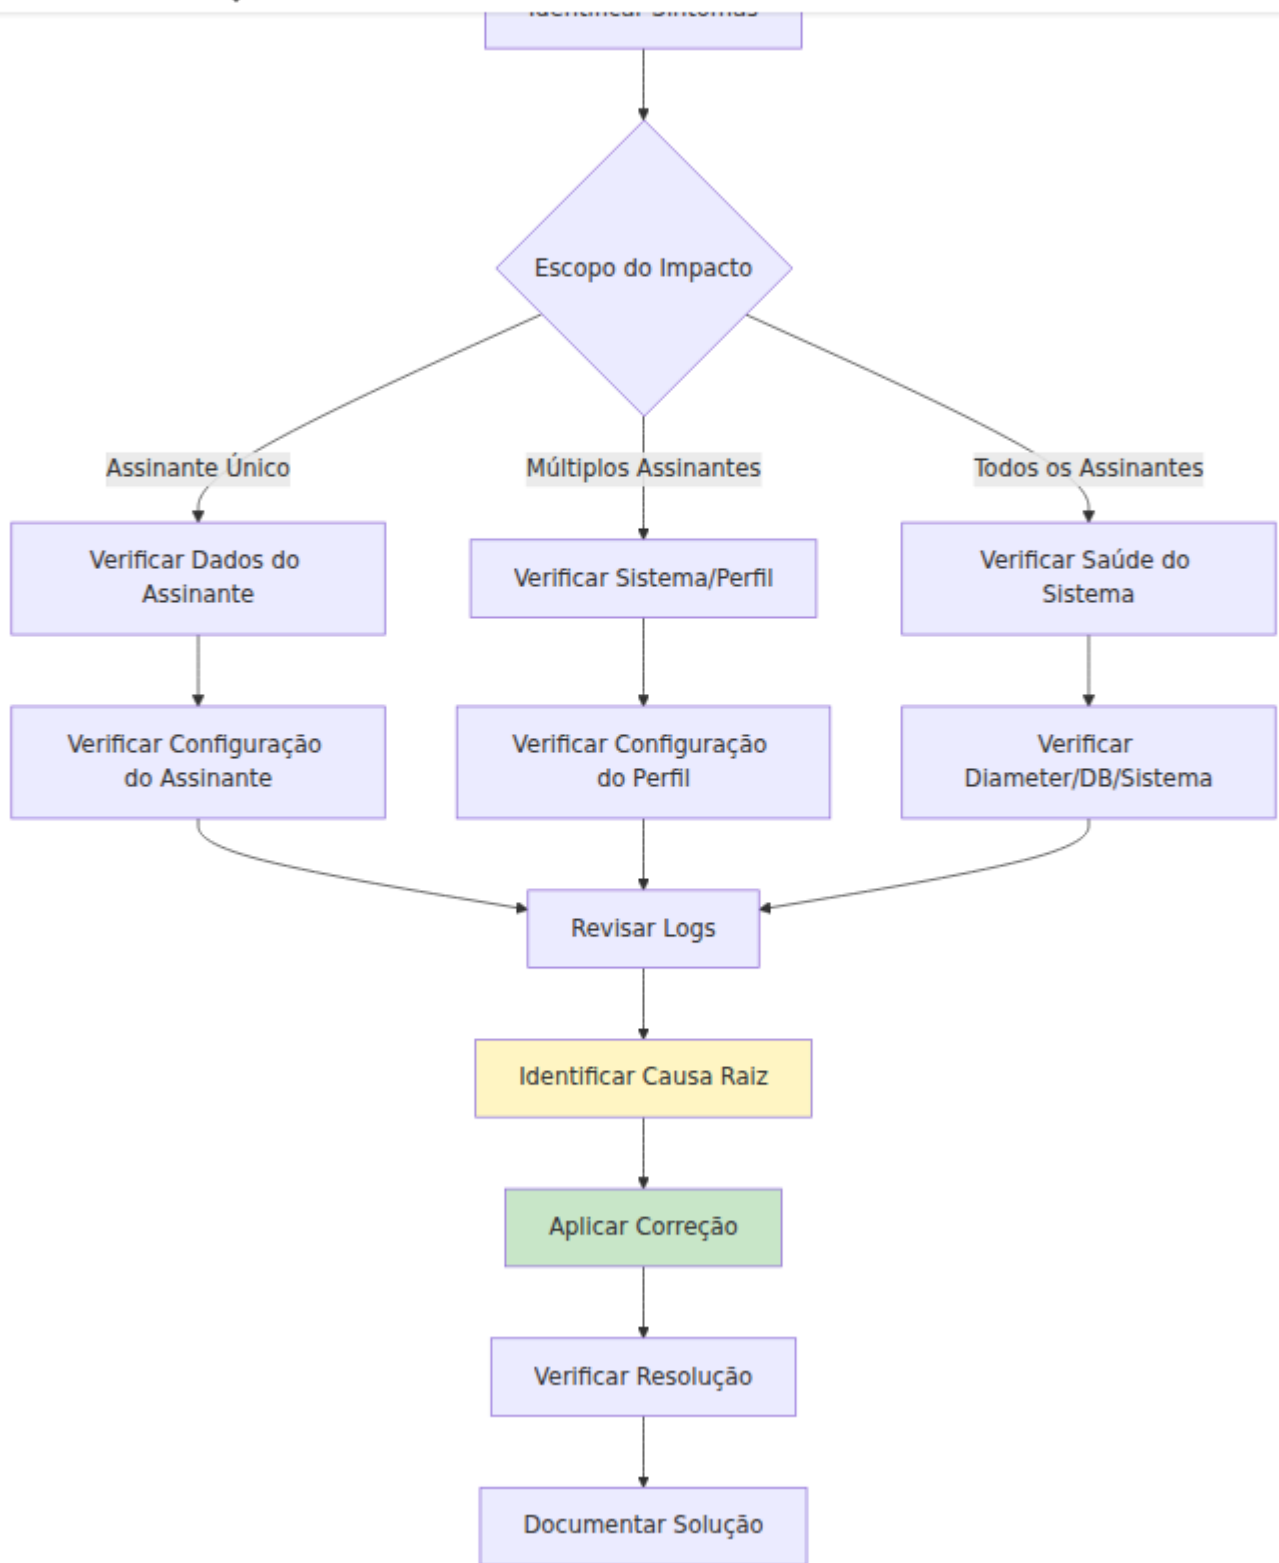 Identificar Sintomas
Escopo do Impacto
Assinante Único
Múltiplos Assinantes
Todos os Assinantes
Verificar Dados do
Assinante
Verificar Sistema/Perfil
Verificar Saúde do
Sistema
Verificar Configuração
do Assinante
Verificar Configuração
do Perfil
Verificar
Diameter/DB/Sistema
Revisar Logs
Identificar Causa Raiz
Aplicar Correção
Verificar Resolução
Documentar Solução